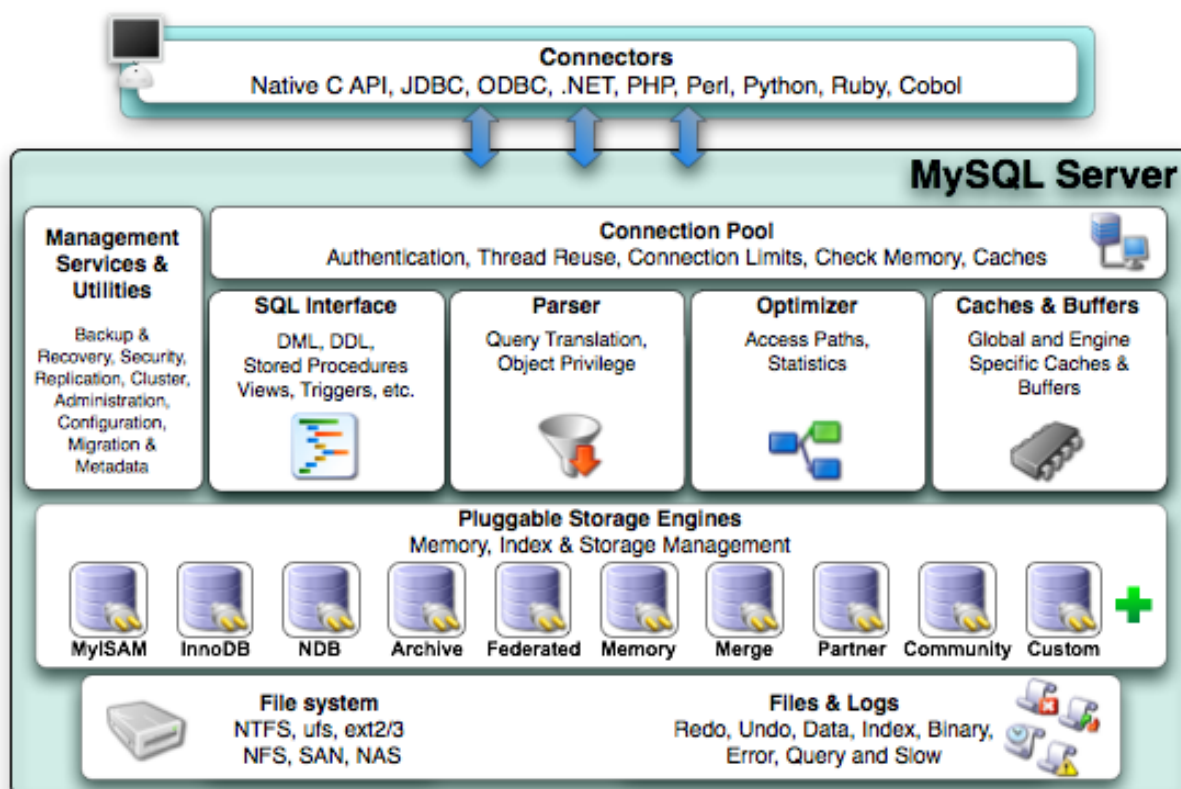 Connectors
Native C API, JDBC, ODBC, .NET, PHP, Perl, Python, Ruby, Cobol
MySQL Server
Management
Services &
Utilities
Backup &
Recovery, Security,
Replication, Cluster,
Administration,
Configuration,
Migration &
Metadata
Connection Pool
Authentication, Thread Reuse, Connection Limits, Check Memory, Caches
SQL Interface
DML, DDL,
Stored Procedures
Views, Triggers, etc.
Parser
Query Translation,
Object Privilege
Optimizer
Access Paths,
Statistics
Caches & Buffers
Global and Engine
Specific Caches &
Buffers
Pluggable Storage Engines
Memory, Index & Storage Management
MyISAM
InnoDB
NDB
Archive
Federated
Memory
Merge
Partner
Community
Custom
File system
NTFS, ufs, ext2/3
NFS, SAN, NAS
Files & Logs
Redo, Undo, Data, Index, Binary,
Error, Query and Slow